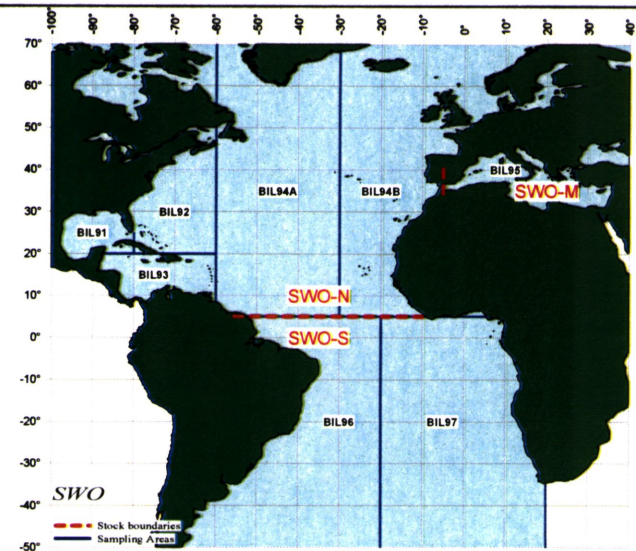 -100° -90° -80° -70° -60° -50° -40° -30° -20° -10° 0° 10° 20° 30° 40°
70°
60°
50°
40°
30°
20°
10°
0°
-10°
-20°
-30°
-40°
-50°
BIL95
SWO-M
BIL94A
BIL94B
BIL92
BIL91
BIL93
SWO-N
SWO-S
BIL96
BIL97
SWO
Stock boundaries
Sampling Areas